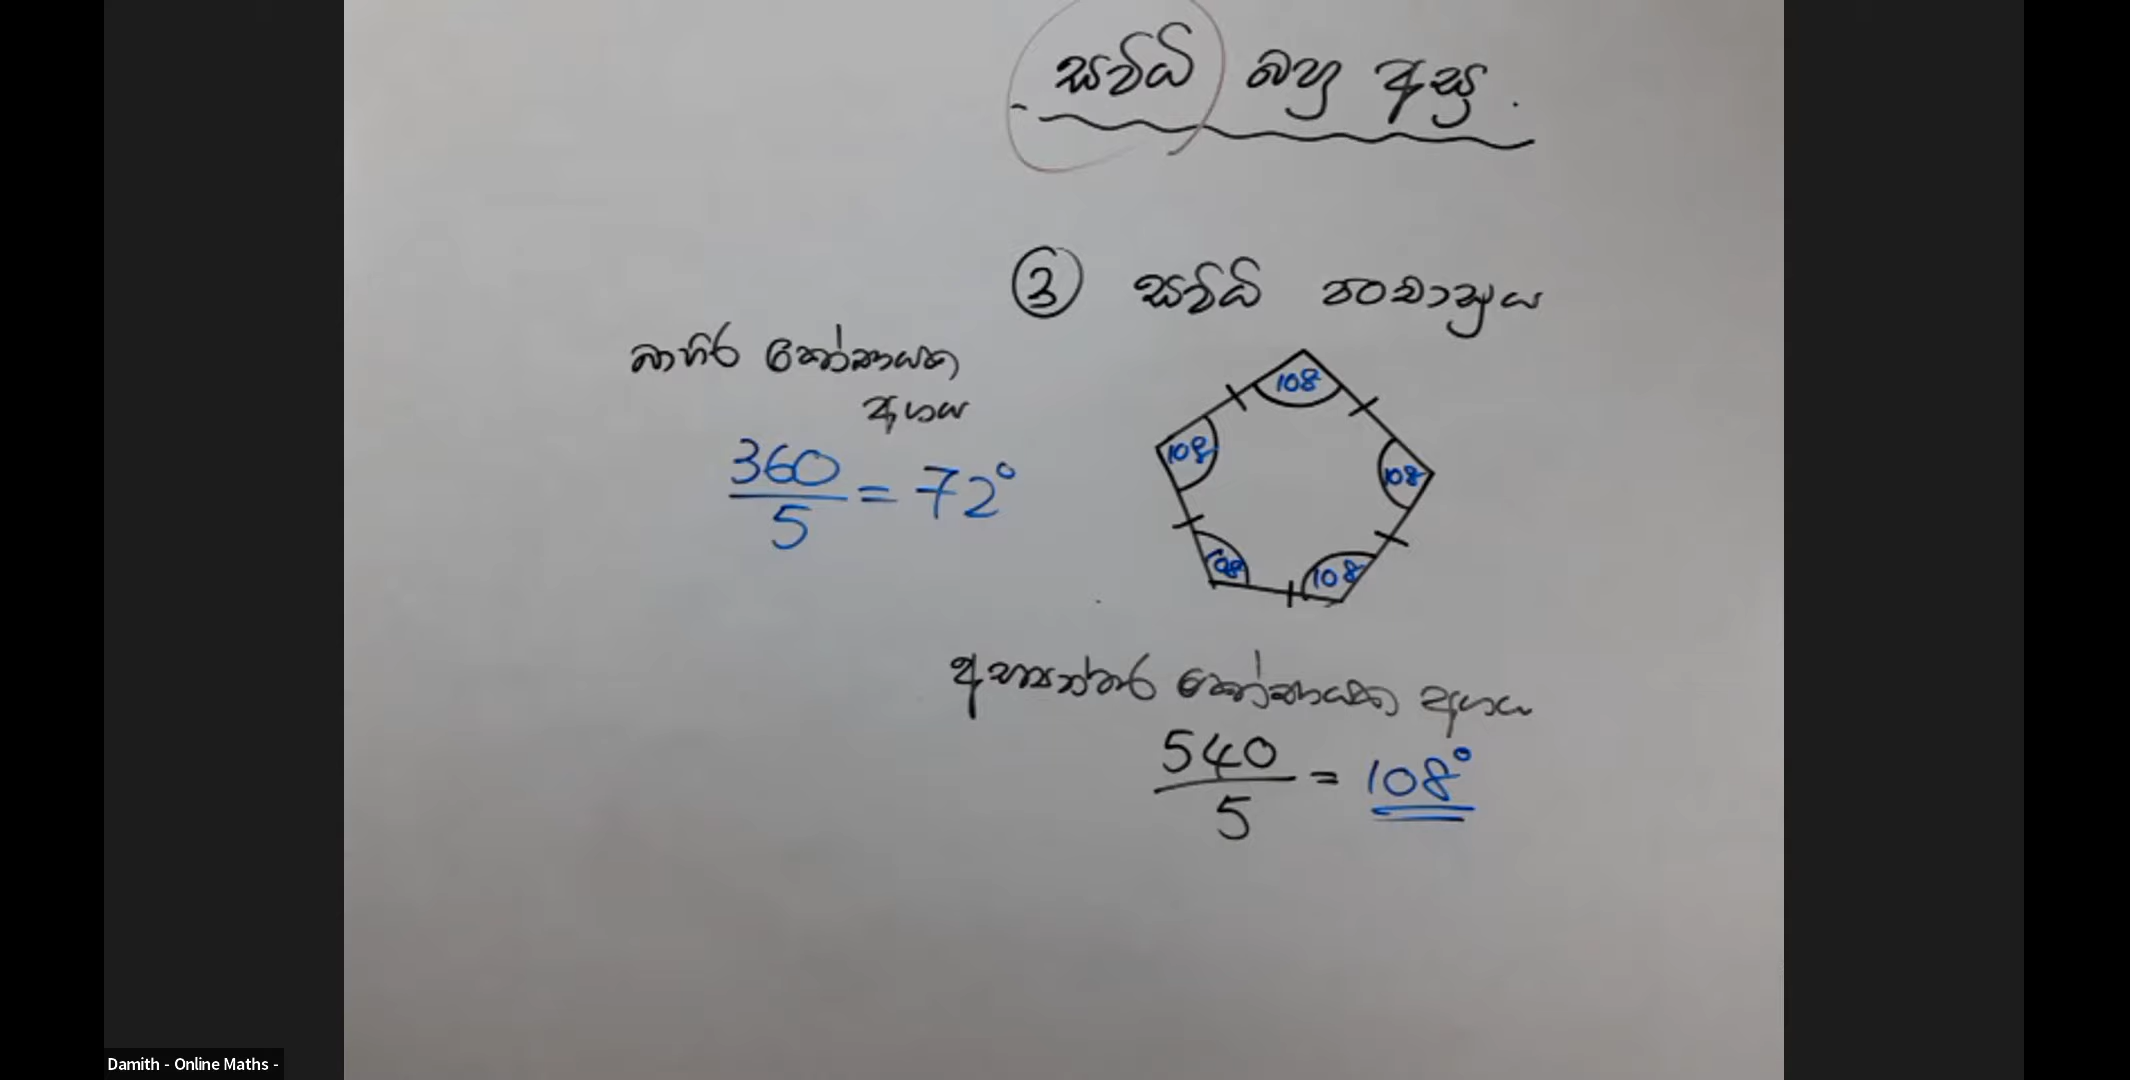 සවිධි බහු අස්‍ර.
③ සවිධි පංචාස්‍රය
බාහිර කෝණයක
අගය
360/5 = 72°
108
108
108
108
108
අභ්‍යන්තර කෝණයක අගය
540/5 = 108°
Damith - Online Maths -